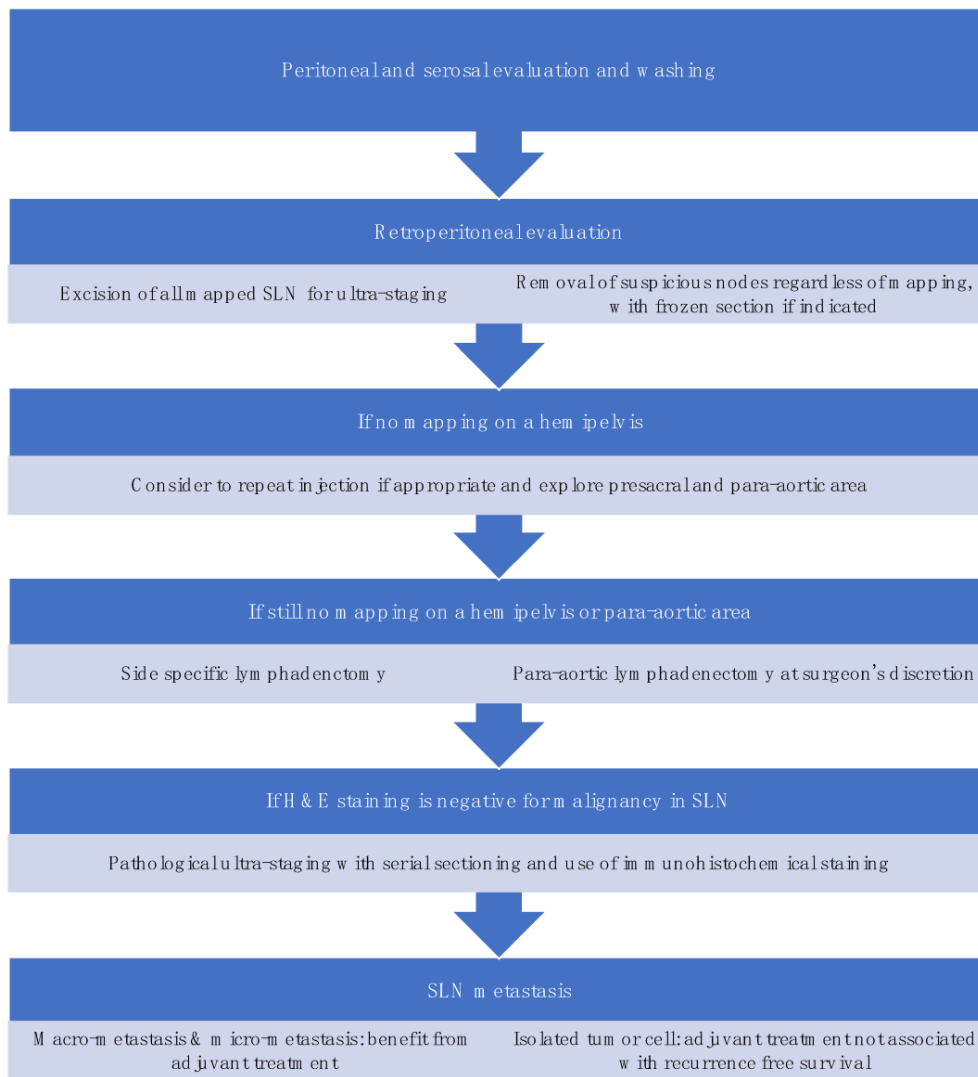 Peritoneal and serosal evaluation and washing
Retroperitoneal evaluation
Excision of all mapped SLN for ultra-staging
Removal of suspicious nodes regardless of mapping,
with frozen section if indicated
If no mapping on a hemipelvis
Consider to repeat injection if appropriate and explore presacral and para-aortic area
If still no mapping on a hemipelvis or para-aortic area
Side specific lymphadenctomy
Para-aortic lymphadenectomy at surgeon's discretion
If H & E staining is negative for malignancy in SLN
Pathological ultra-staging with serial sectioning and use of immunohistochemical staining
SLN metastasis
Macro-metastasis & micro-metastasis: benefit from
adjuvant treatment
Isolated tumor cell: adjuvant treatment not associated
with recurrence free survival